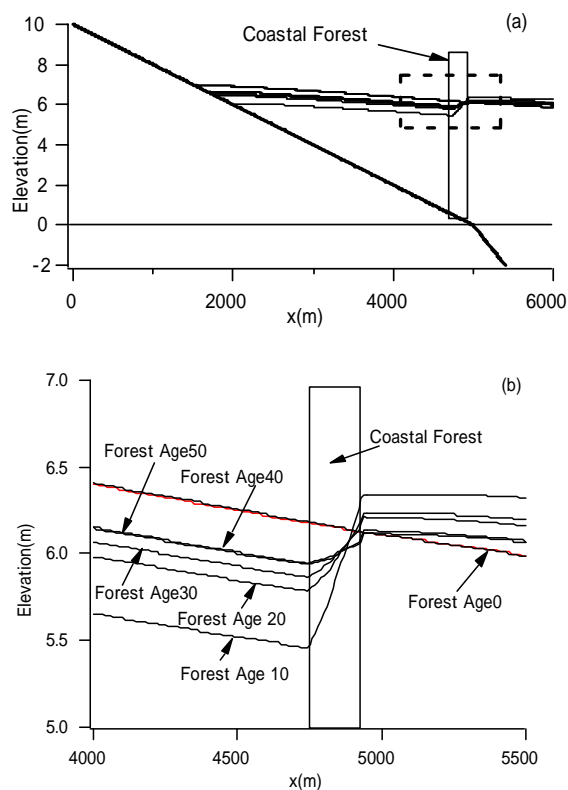 (a)
Coastal Forest
10
8
6
4
2
0
-2
Elevation(m)
0 2000 4000 6000
x(m)
(b)
7.0
6.5
6.0
5.5
5.0
Elevation(m)
Coastal Forest
Forest Age50
Forest Age40
Forest Age30
Forest Age 20
Forest Age 10
Forest Age0
4000 4500 5000 5500
x(m)